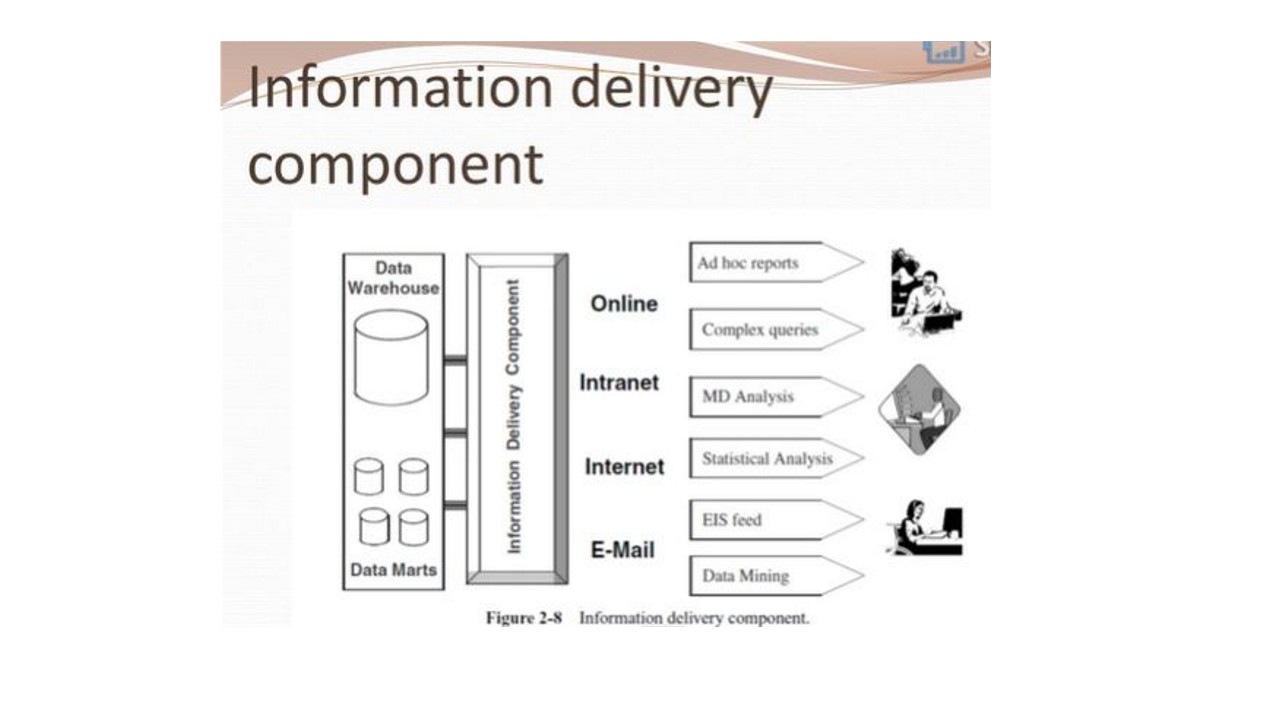 Information delivery
component
Data
Warehouse
Data Marts
Information Delivery Component
Online
Intranet
Internet
E-Mail
Ad hoc reports
Complex queries
MD Analysis
Statistical Analysis
EIS feed
Data Mining
Figure 2-8 Information delivery component.